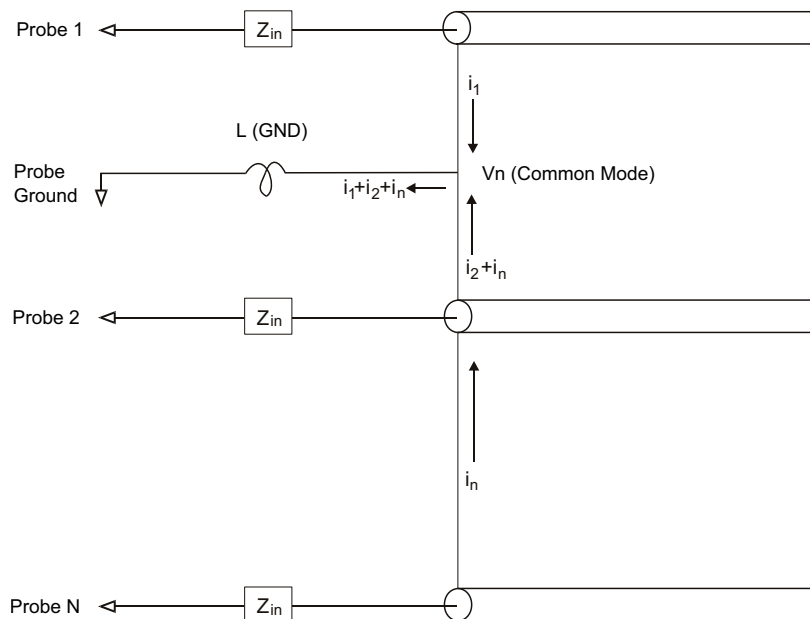 Probe 1
Zin
i1
L (GND)
Probe
Ground
Vn (Common Mode)
i1+i2+in
i2+in
Probe 2
Zin
in
Probe N
Zin